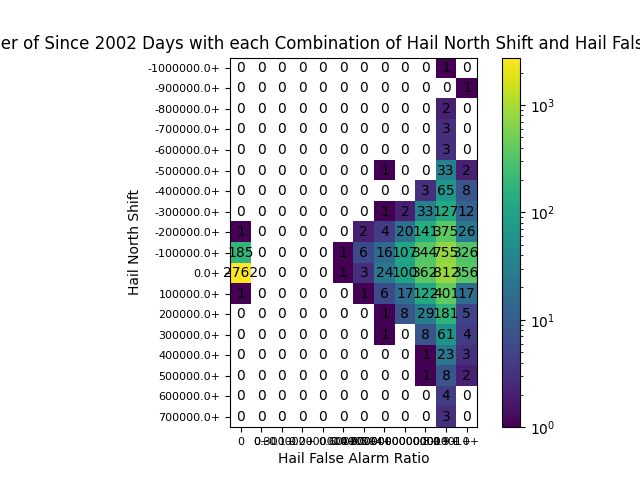 er of Since 2002 Days with each Combination of Hail North Shift and Hail Fals
-1000000.0+ 0 0 0 0 0 0 0 0 0 0 1 0
-900000.0+ 0 0 0 0 0 0 0 0 0 0 0 1
-800000.0+ 0 0 0 0 0 0 0 0 0 0 2 0
-700000.0+ 0 0 0 0 0 0 0 0 0 0 3 0
-600000.0+ 0 0 0 0 0 0 0 0 0 0 3 0
-500000.0+ 0 0 0 0 0 0 0 1 0 0 33 2
-400000.0+ 0 0 0 0 0 0 0 0 0 3 65 8
-300000.0+ 0 0 0 0 0 0 0 1 2 33 127 12
-200000.0+ 1 0 0 0 0 0 2 4 20 141 375 26
-100000.0+ 185 0 0 0 0 1 6 16 107 344 755 326
0.0+ 2762 0 0 0 0 1 3 24 100 362 812 356
100000.0+ 1 0 0 0 0 0 1 6 17 122 401 17
200000.0+ 0 0 0 0 0 0 0 1 8 29 181 5
300000.0+ 0 0 0 0 0 0 0 1 0 8 61 4
400000.0+ 0 0 0 0 0 0 0 0 0 1 23 3
500000.0+ 0 0 0 0 0 0 0 0 0 1 8 2
600000.0+ 0 0 0 0 0 0 0 0 0 0 4 0
700000.0+ 0 0 0 0 0 0 0 0 0 0 3 0
0
Hail False Alarm Ratio
Hail North Shift
10³
10²
10¹
10⁰